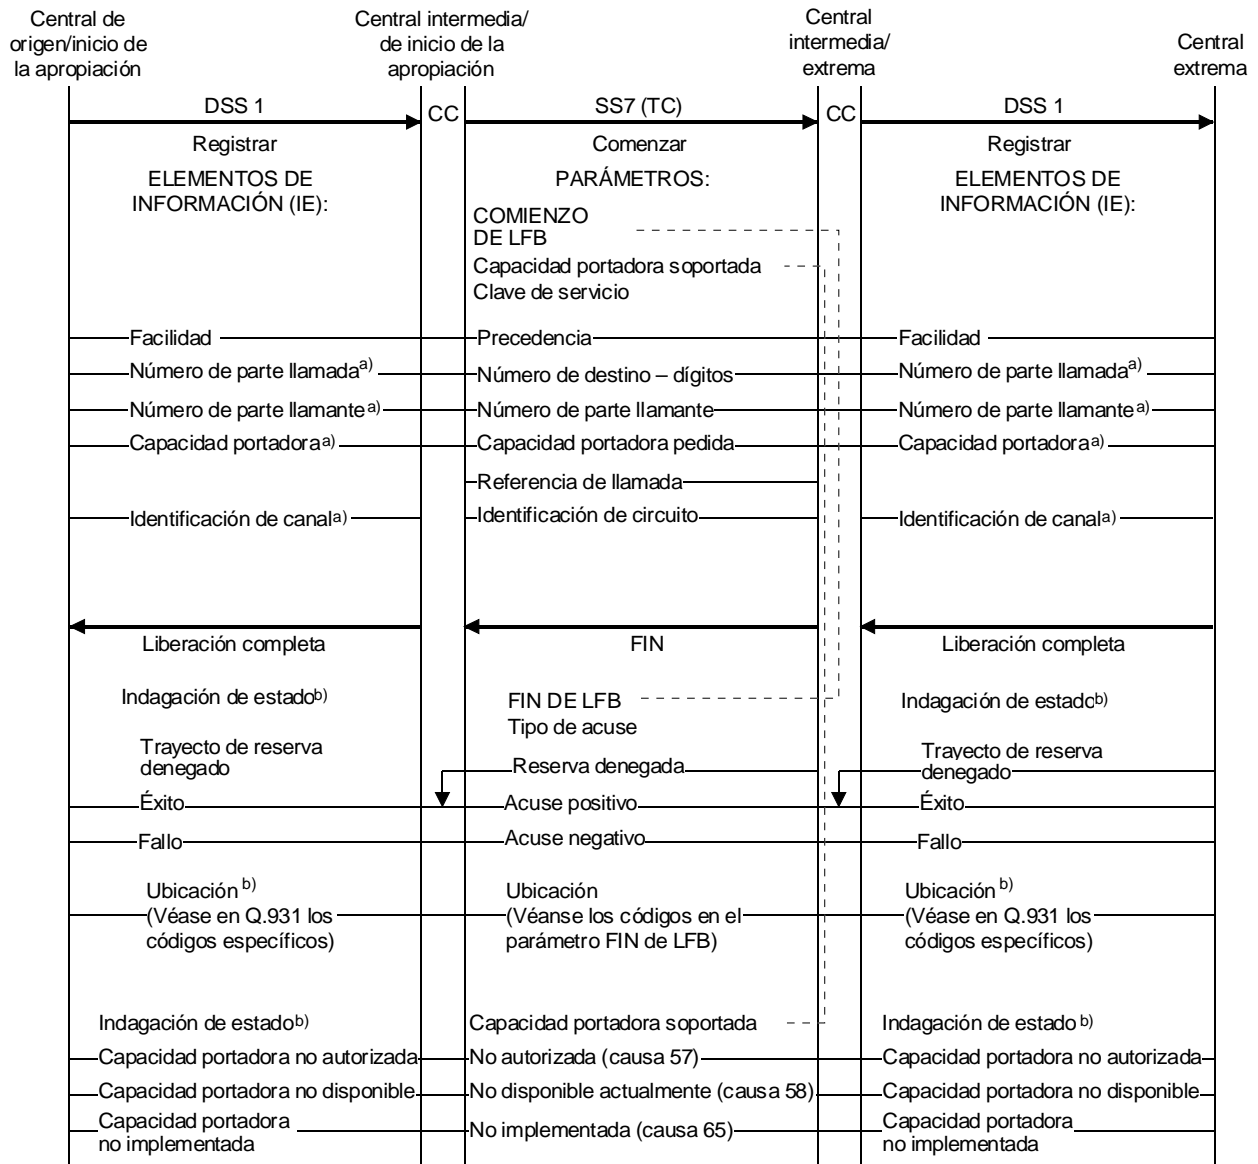 Central de
origen/inicio de
la apropiación
Central intermedia/
de inicio de la
apropiación
Central
intermedia/
extrema
Central
extrema
DSS 1
CC
SS7 (TC)
CC
DSS 1
Registrar
Comenzar
Registrar
ELEMENTOS DE
INFORMACIÓN (IE):
PARÁMETROS:
ELEMENTOS DE
INFORMACIÓN (IE):
COMIENZO
DE LFB
Capacidad portadora soportada
Clave de servicio
Facilidad
Precedencia
Facilidad
Número de parte llamada a)
Número de destino – dígitos
Número de parte llamada a)
Número de parte llamante a)
Número de parte llamante
Número de parte llamante a)
Capacidad portadora a)
Capacidad portadora pedida
Capacidad portadora a)
Referencia de llamada
Identificación de canal a)
Identificación de circuito
Identificación de canal a)
Liberación completa
FIN
Liberación completa
Indagación de estado b)
FIN DE LFB
Indagación de estado b)
Tipo de acuse
Trayecto de reserva
denegado
Reserva denegada
Trayecto de reserva
denegado
Éxito
Acuse positivo
Éxito
Fallo
Acuse negativo
Fallo
Ubicación b)
(Véase en Q.931 los
códigos específicos)
Ubicación
(Véanse los códigos en el
parámetro FIN de LFB)
Ubicación b)
(Véase en Q.931 los
códigos específicos)
Indagación de estado b)
Capacidad portadora soportada
Indagación de estado b)
Capacidad portadora no autorizada
No autorizada (causa 57)
Capacidad portadora no autorizada
Capacidad portadora no disponible
No disponible actualmente (causa 58)
Capacidad portadora no disponible
Capacidad portadora
no implementada
No implementada (causa 65)
Capacidad portadora
no implementada